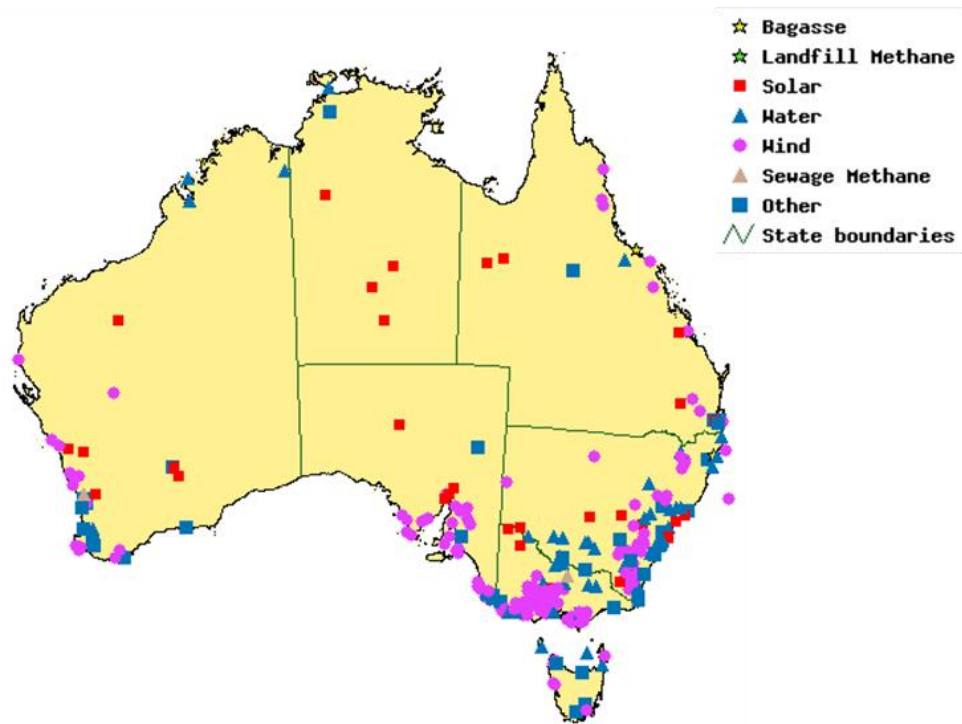 Bagasse
Landfill Methane
Solar
Water
Wind
Sewage Methane
Other
State boundaries